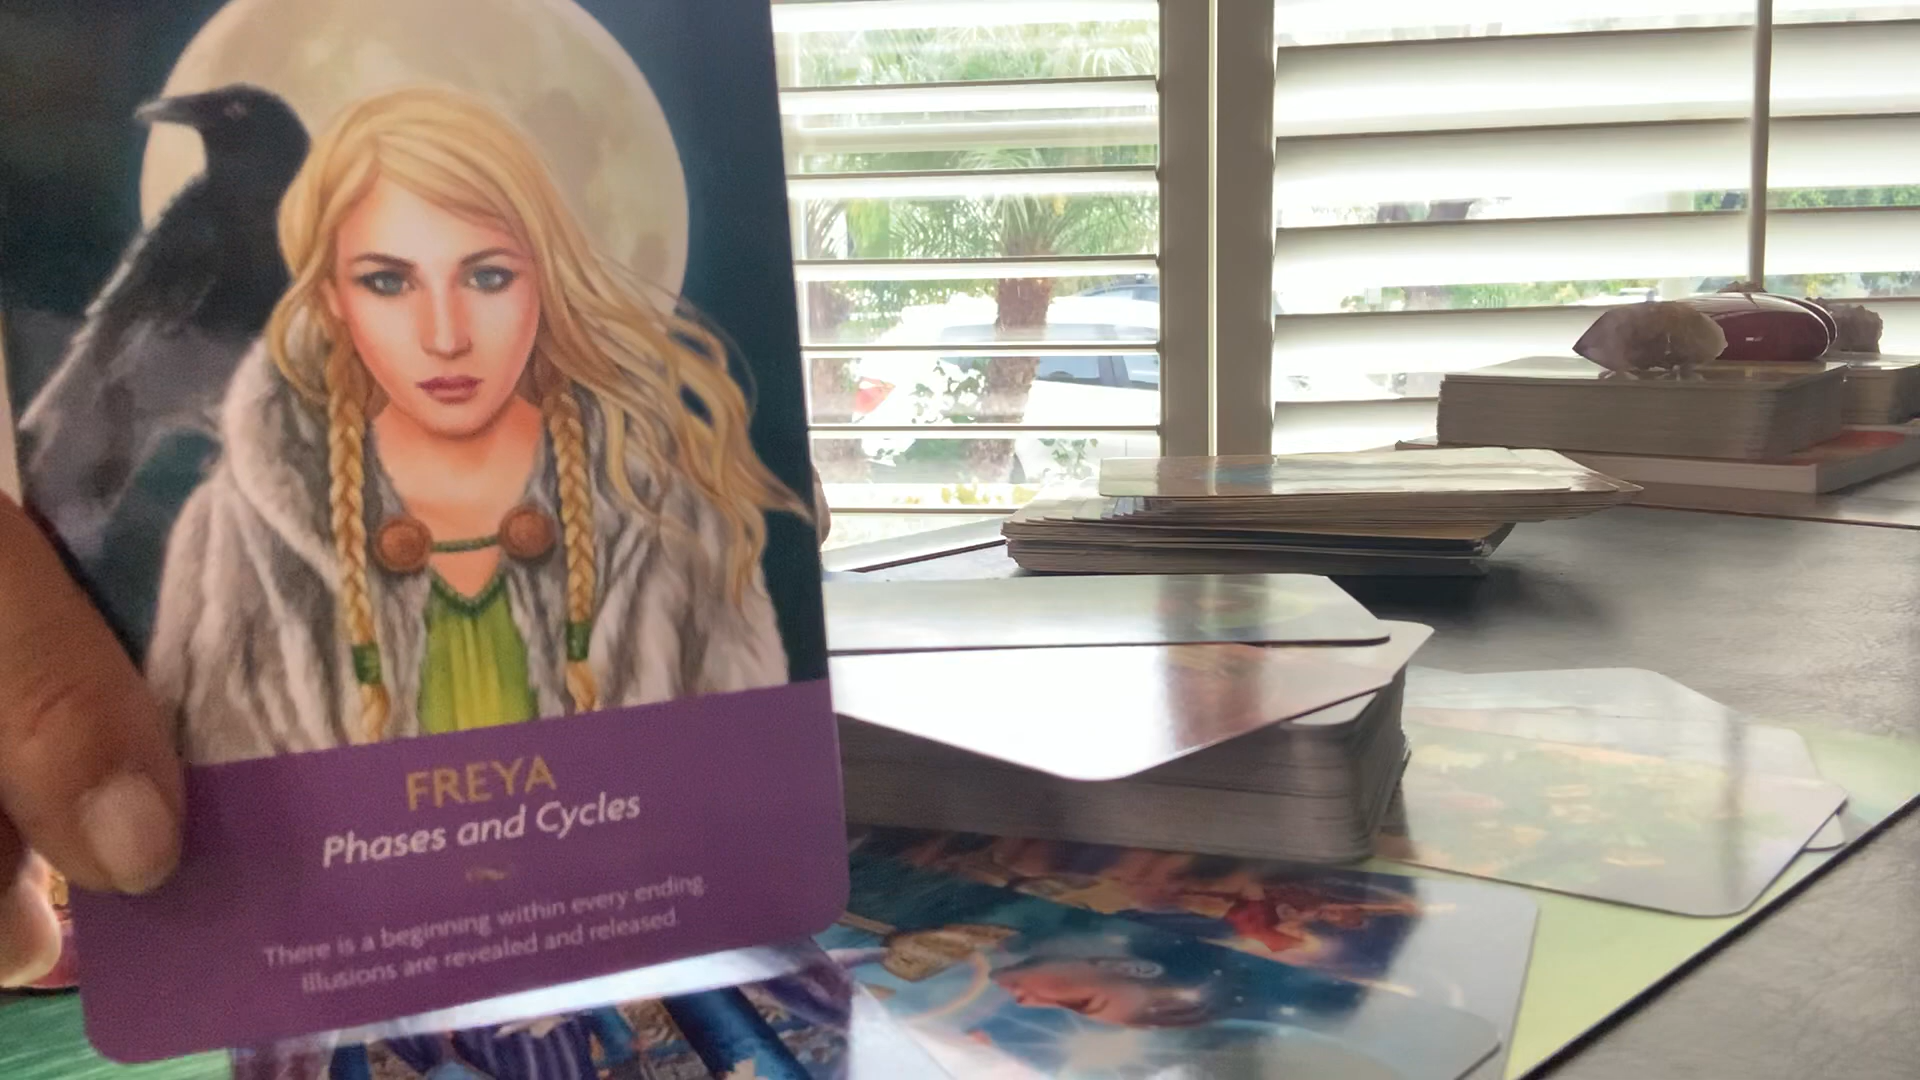 FREYA
Phases and Cycles
There is a beginning within every ending.
Illusions are revealed and released.